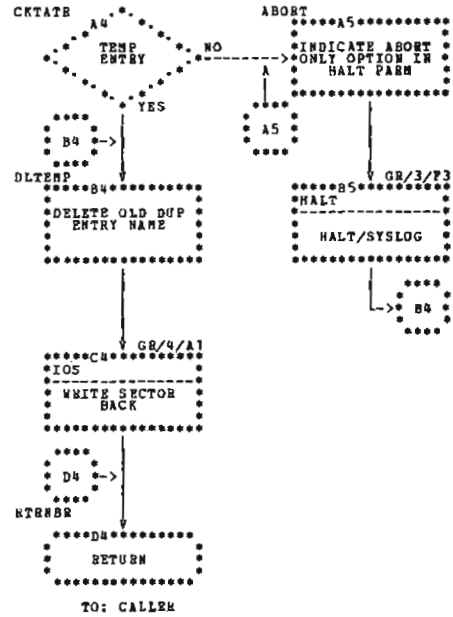 CKTATR
A4
TEMP
ENTRY
NO
YES
ABORT
A5
INDICATE ABORT
ONLY OPTION IN
HALT PARM
A
A5
B4
DLTEMP
B4
DELETE OLD DUP
ENTRY NAME
GR/3/F3
B5
HALT
HALT/SYSLOG
B4
GR/4/A1
C4
IOS
WRITE SECTOR
BACK
D4
RTRNBR
D4
RETURN
TO: CALLER